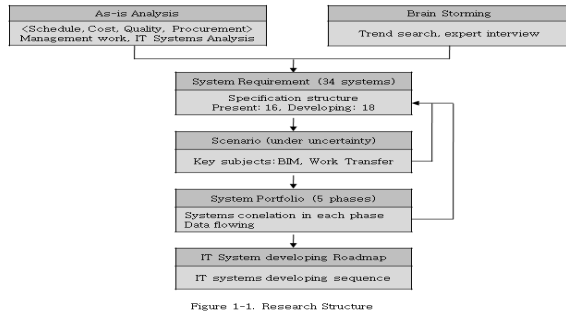 As-is Analysis
<Schedule, Cost, Quality, Procurement>
Management work, IT Systems Analysis
Brain Storming
Trend search, expert interview
System Requirement (34 systems)
Specification structure
Present: 16, Developing: 18
Scenario (under uncertainty)
Key subjects: BIM, Work Transfer
System Portfolio (5 phases)
Systems conelation in each phase
Data flowing
IT System developing Roadmap
IT systems developing sequence
Figure 1-1. Research Structure